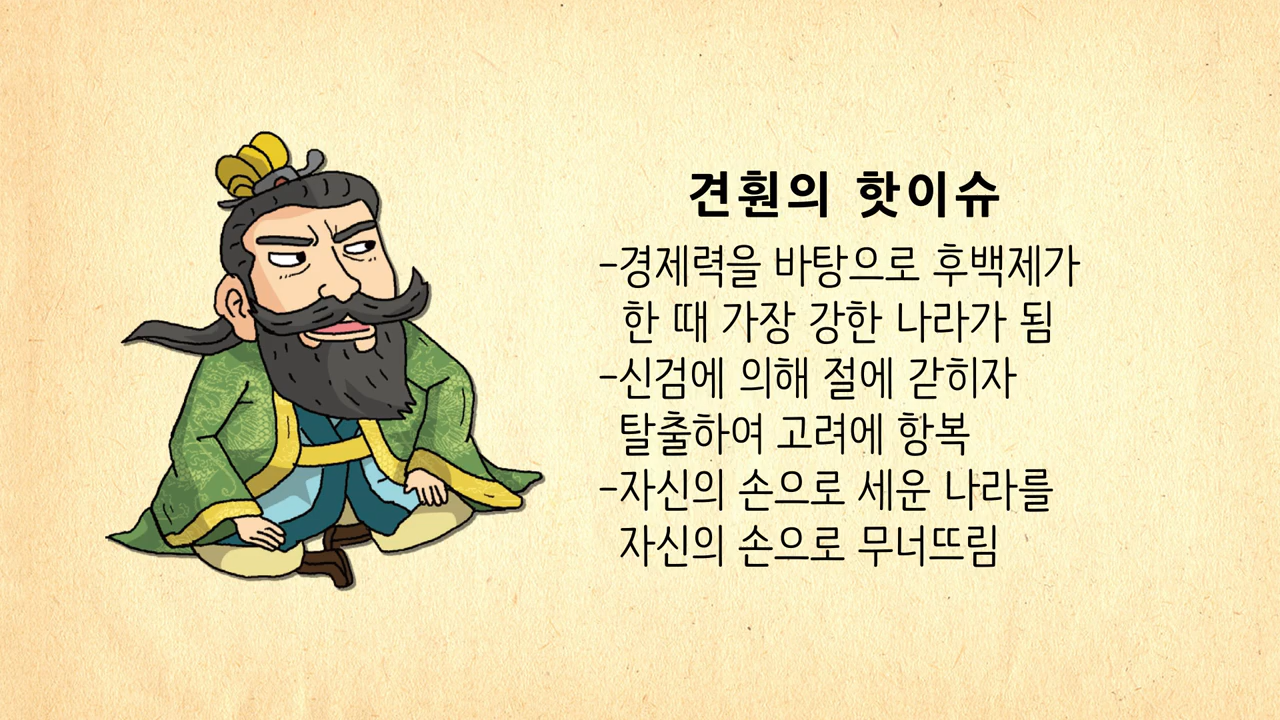 견훤의 핫이슈
-경제력을 바탕으로 후백제가
한 때 가장 강한 나라가 됨
-신검에 의해 절에 갇히자
탈출하여 고려에 항복
-자신의 손으로 세운 나라를
자신의 손으로 무너뜨림